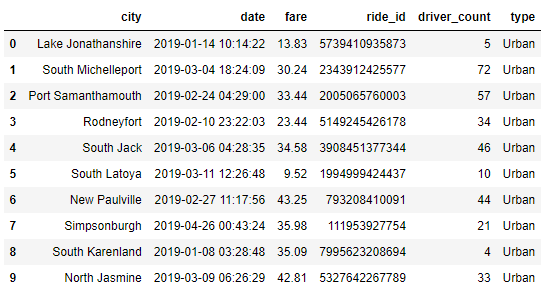 city date fare ride_id driver_count type
0 Lake Jonathanshire 2019-01-14 10:14:22 13.83 5739410935873 5 Urban
1 South Michelleport 2019-03-04 18:24:09 30.24 2343912425577 72 Urban
2 Port Samanthamouth 2019-02-24 04:29:00 33.44 2005065760003 57 Urban
3 Rodneyfort 2019-02-10 23:22:03 23.44 5149245426178 34 Urban
4 South Jack 2019-03-06 04:28:35 34.58 3908451377344 46 Urban
5 South Latoya 2019-03-11 12:26:48 9.52 1994999424437 10 Urban
6 New Paulville 2019-02-27 11:17:56 43.25 793208410091 44 Urban
7 Simpsonburgh 2019-04-26 00:43:24 35.98 111953927754 21 Urban
8 South Karenland 2019-01-08 03:28:48 35.09 7995623208694 4 Urban
9 North Jasmine 2019-03-09 06:26:29 42.81 5327642267789 33 Urban